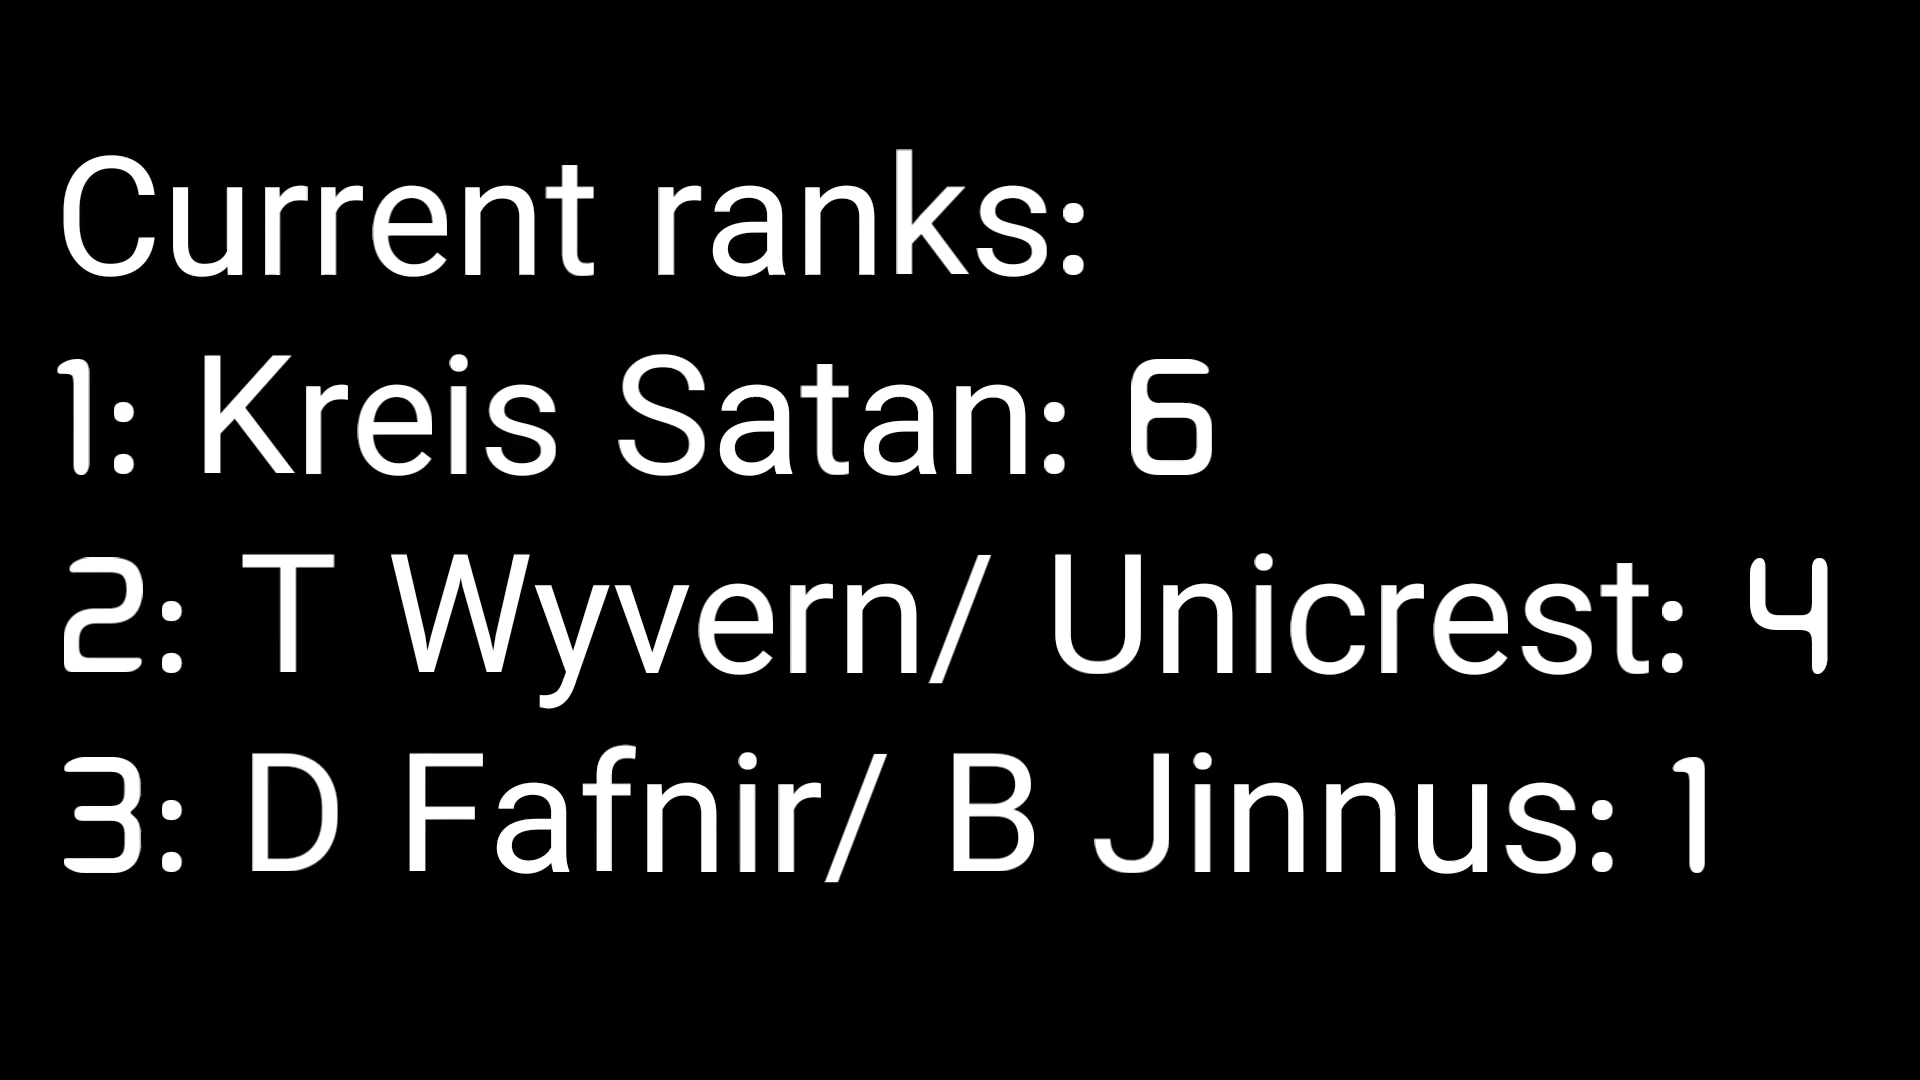 Current ranks:
1: Kreis Satan: 6
2: T Wyvern/ Unicrest: 4
3: D Fafnir/ B Jinnus: 1